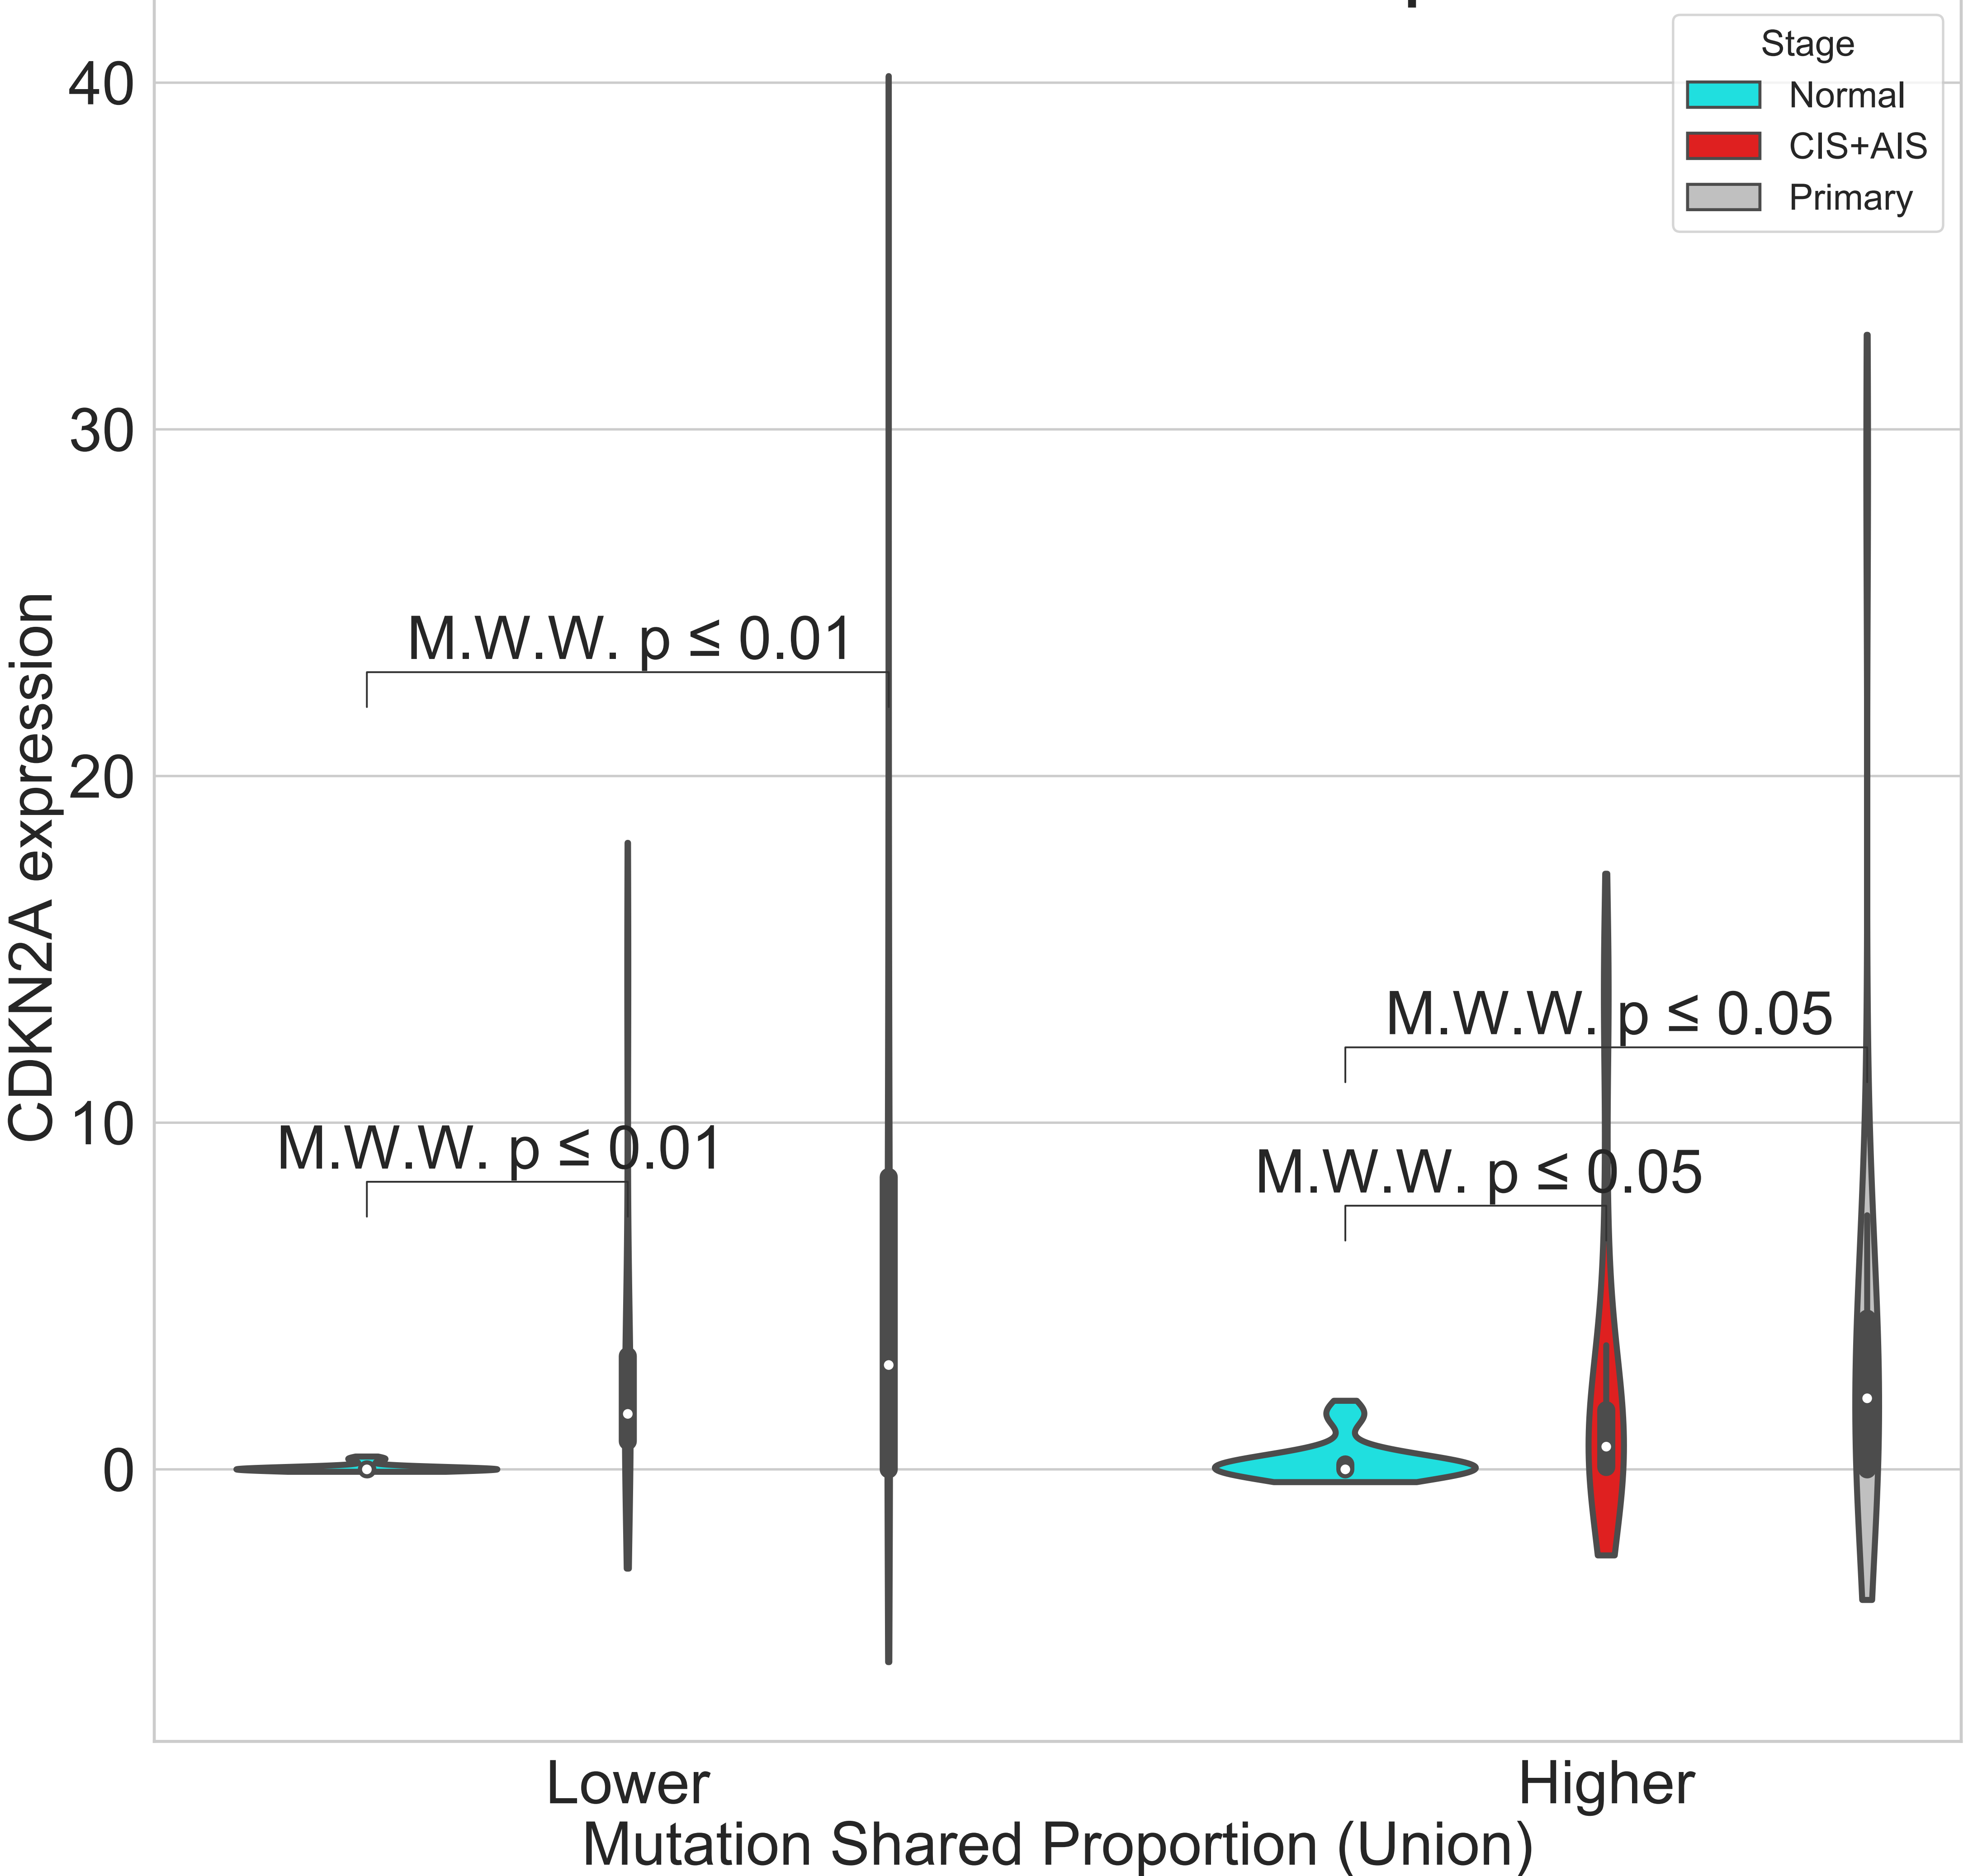 Stage
Normal
CIS+AIS
Primary
40
30
20
10
0
CDKN2A expression
M.W.W. p ≤ 0.01
M.W.W. p ≤ 0.01
M.W.W. p ≤ 0.05
M.W.W. p ≤ 0.05
Lower
Higher
Mutation Shared Proportion (Union)